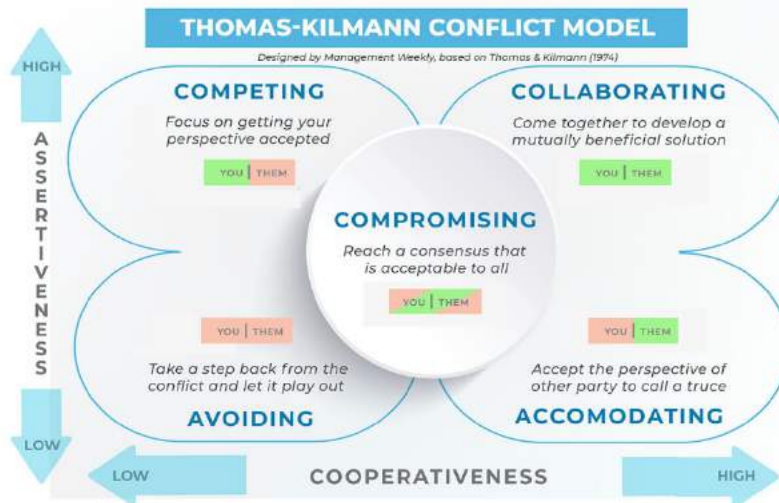 THOMAS-KILMANN CONFLICT MODEL
Designed by Management Weekly, based on Thomas & Kilmann (1974)
HIGH
ASSERTIVENESS
LOW
COMPETING
Focus on getting your
perspective accepted
YOU | THEM
COLLABORATING
Come together to develop a
mutually beneficial solution
YOU | THEM
COMPROMISING
Reach a consensus that
is acceptable to all
YOU | THEM
YOU | THEM
Take a step back from the
conflict and let it play out
AVOIDING
YOU | THEM
Accept the perspective of
other party to call a truce
ACCOMODATING
LOW
COOPERATIVENESS
HIGH